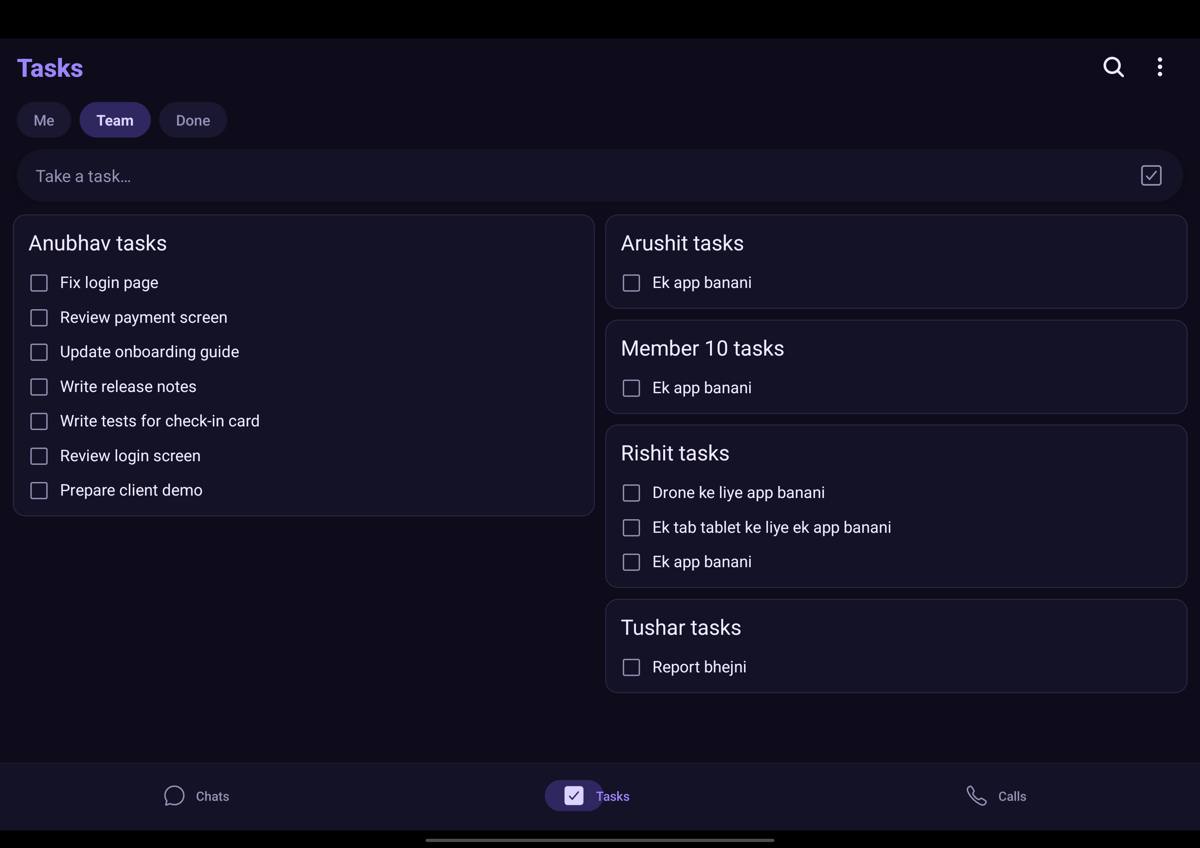 Tasks
Me
Team
Done
Take a task…
Anubhav tasks
Fix login page
Review payment screen
Update onboarding guide
Write release notes
Write tests for check-in card
Review login screen
Prepare client demo
Arushit tasks
Ek app banani
Member 10 tasks
Ek app banani
Rishit tasks
Drone ke liye app banani
Ek tab tablet ke liye ek app banani
Ek app banani
Tushar tasks
Report bhejni
Chats
Tasks
Calls